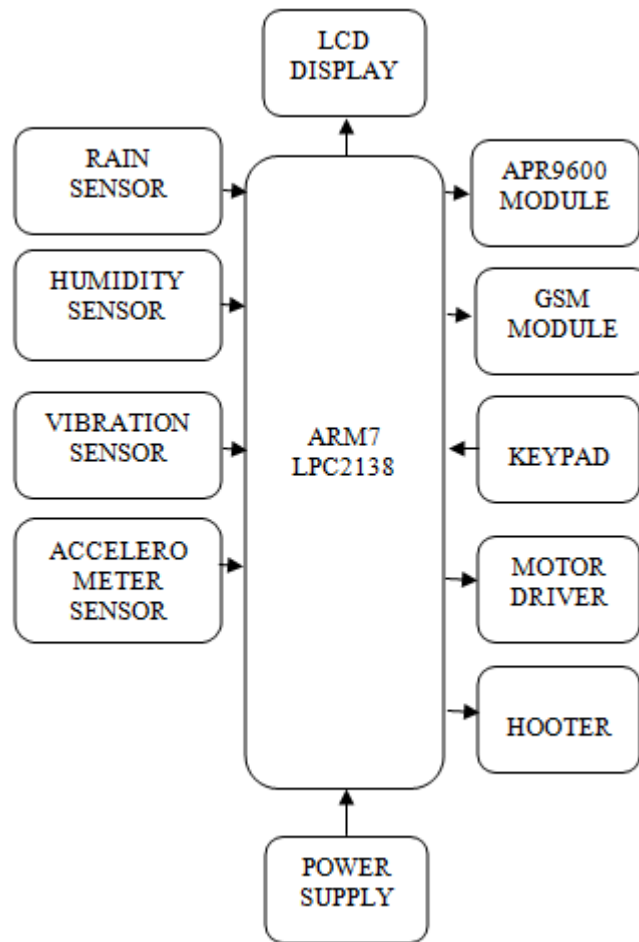 LCD
DISPLAY
RAIN
SENSOR
HUMIDITY
SENSOR
VIBRATION
SENSOR
ACCELERO
METER
SENSOR
ARM7
LPC2138
APR9600
MODULE
GSM
MODULE
KEYPAD
MOTOR
DRIVER
HOOTER
POWER
SUPPLY